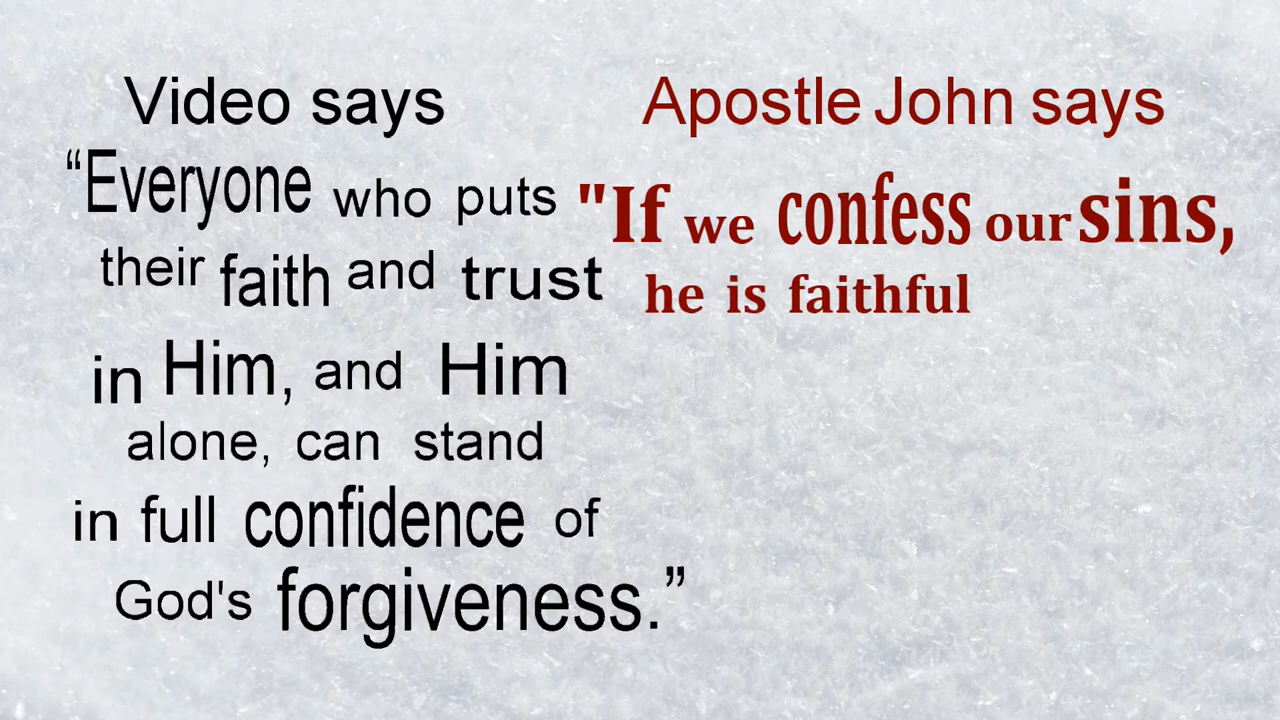 Video says
“Everyone who puts
their faith and trust
in Him, and Him
alone, can stand
in full confidence of
God's forgiveness.”
Apostle John says
"If we confess our sins,
he is faithful